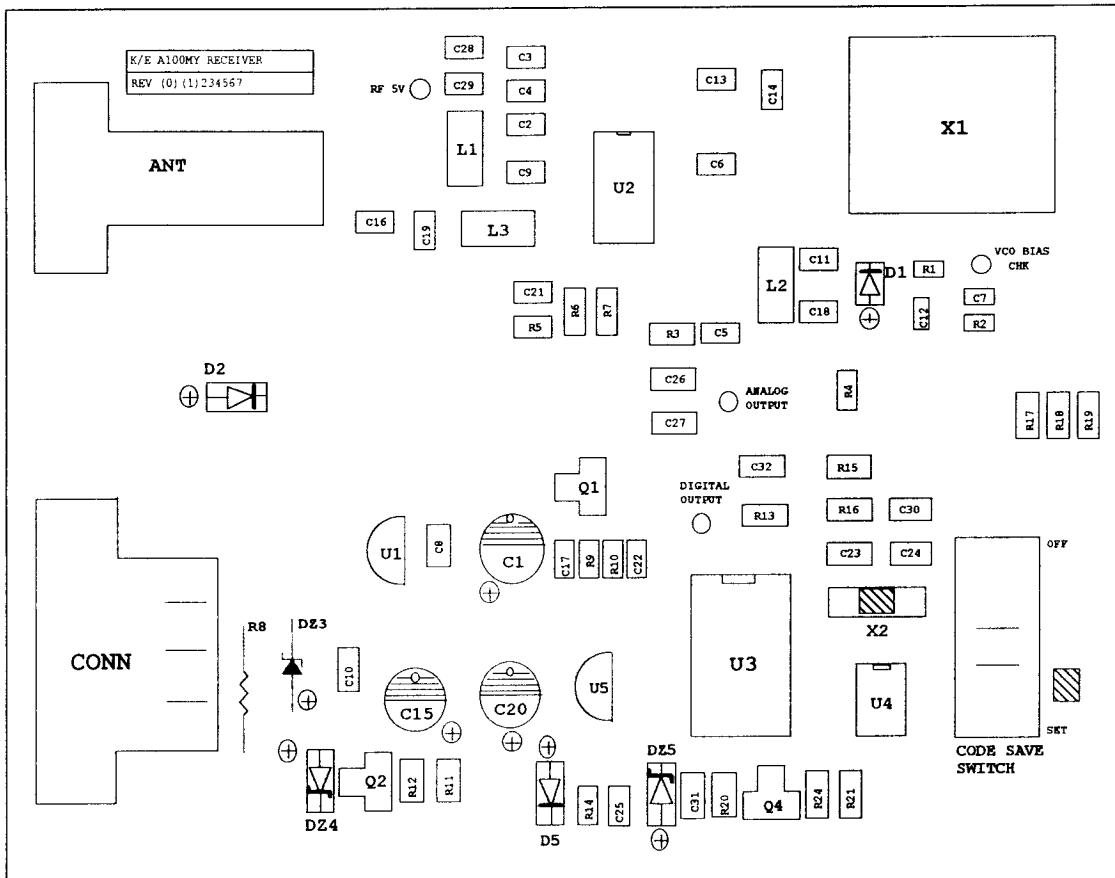 K/E A100MY RECEIVER
REV (0)(1)234567
ANT
RF 5V
C28
C29
C3
C4
C2
C9
L1
L3
C16
C19
U2
C13
C14
C6
X1
L2
C11
C18
D1
R1
VCO BIAS
CHK
C12
C7
R2
C21
R5
R6
R7
R3
C5
C26
C27
ANALOG
OUTPUT
R4
R17
R18
R19
D2
Q1
DIGITAL
OUTPUT
C32
R13
R15
R16
C30
C23
C24
U1
C8
C1
C17
R9
R10
C22
OFF
X2
U3
U4
SET
CODE SAVE
SWITCH
CONN
R8
DZ3
C10
C15
C20
U5
DZ4
Q2
R12
R11
D5
R14
C25
DZ5
C31
R20
Q4
R24
R21